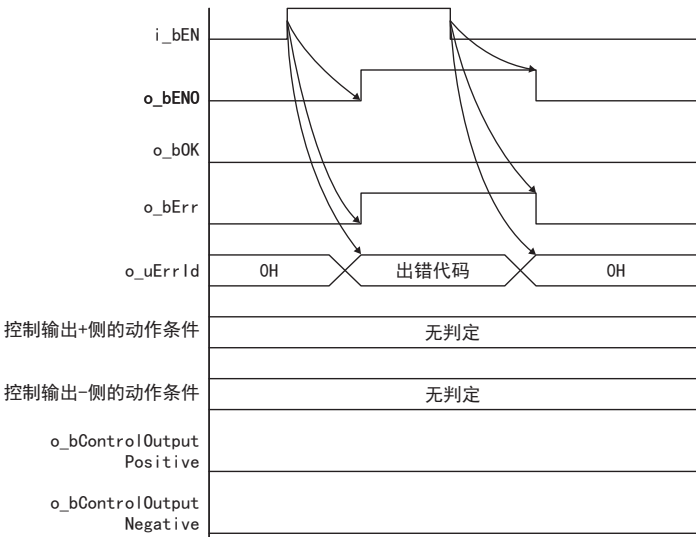 i_bEN
o_bENO
o_bOK
o_bErr
o_uErrId
0H
出错代码
0H
控制输出+侧的动作条件
无判定
控制输出-侧的动作条件
无判定
o_bControlOutput
Positive
o_bControlOutput
Negative